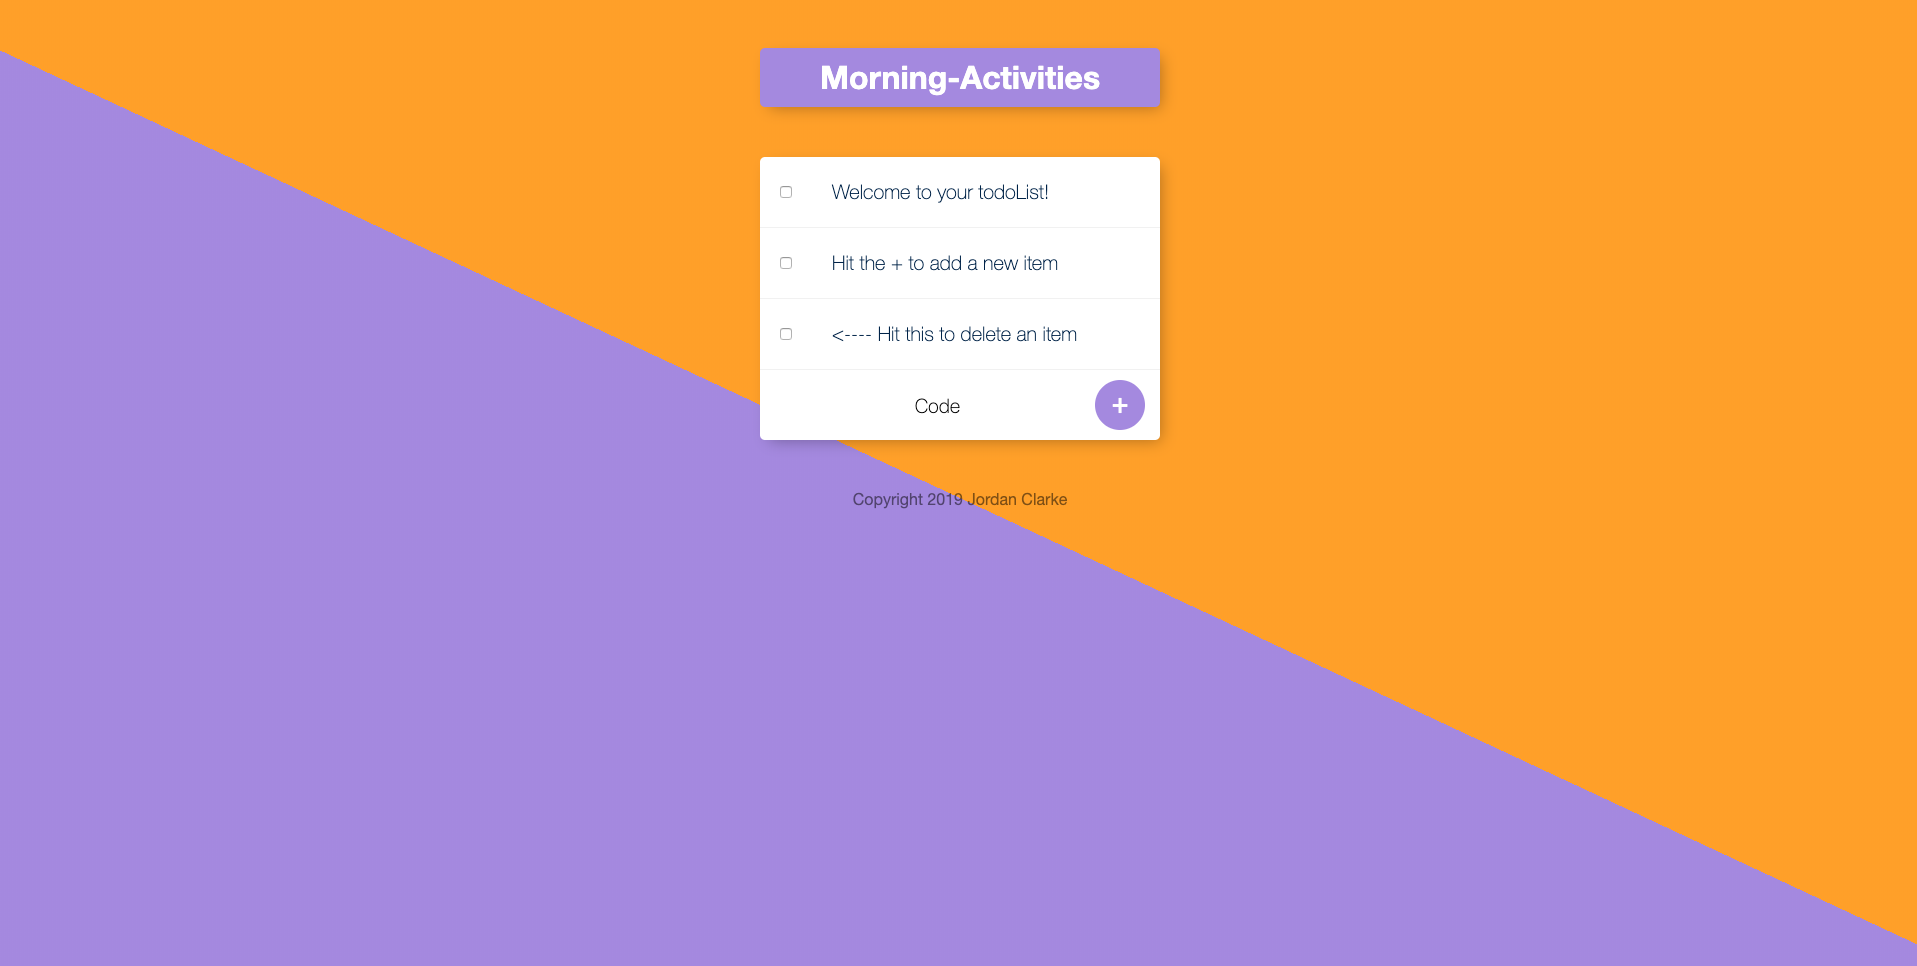 Morning-Activities
Welcome to your todoList!
Hit the + to add a new item
<---- Hit this to delete an item
Code +
Copyright 2019 Jordan Clarke